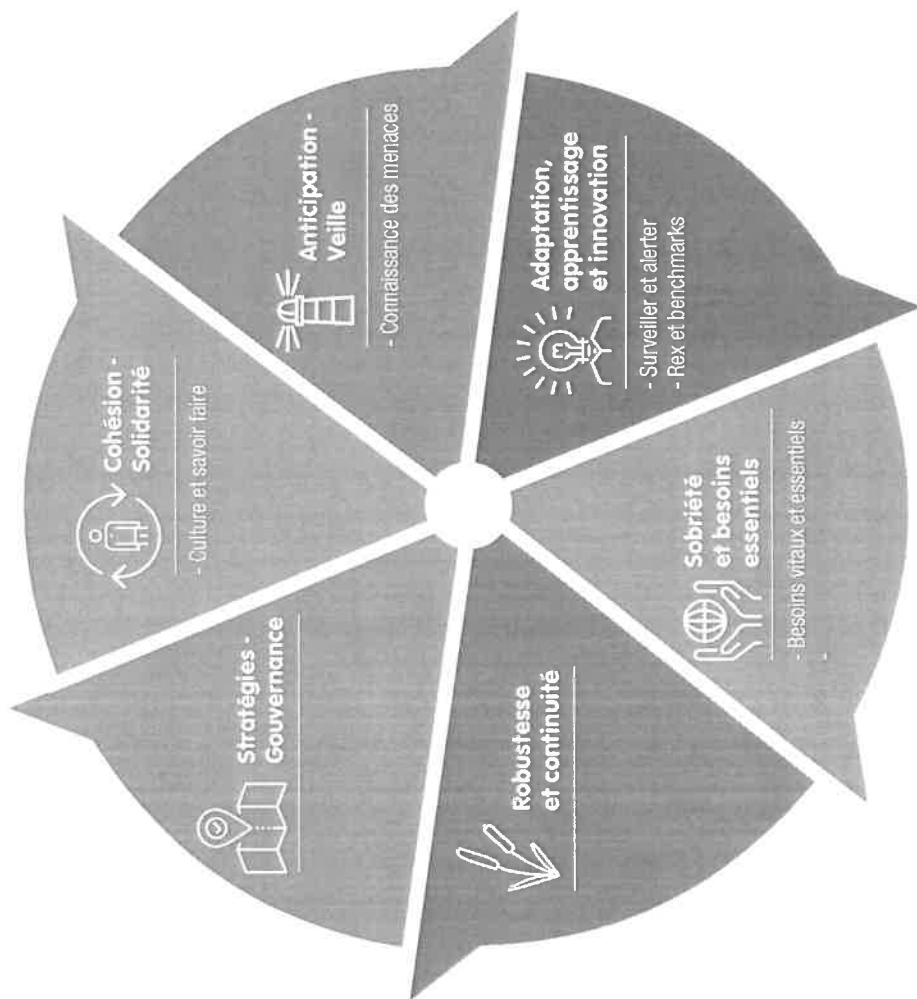 Stratégies -
Gouvernance
Cohésion -
Solidarité
- Culture et savoir faire
Anticipation -
Veille
- Connaissance des menaces
Adaptation,
apprentissage
et innovation
- Surveiller et alerter
- Rex et benchmarks
Sobriété
et besoins
essentiels
- Besoins vitaux et essentiels
-
Robustesse
et continuité